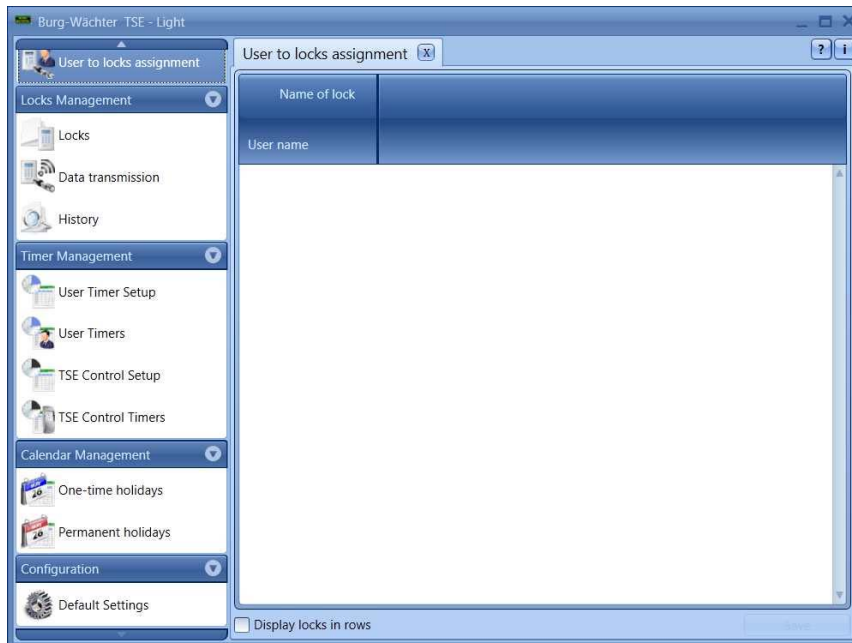 Burg-Wächter TSE - Light
User to locks assignment
Locks Management
Locks
Data transmission
History
Timer Management
User Timer Setup
User Timers
TSE Control Setup
TSE Control Timers
Calendar Management
One-time holidays
Permanent holidays
Configuration
Default Settings
User to locks assignment X
? i
Name of lock
User name
Display locks in rows